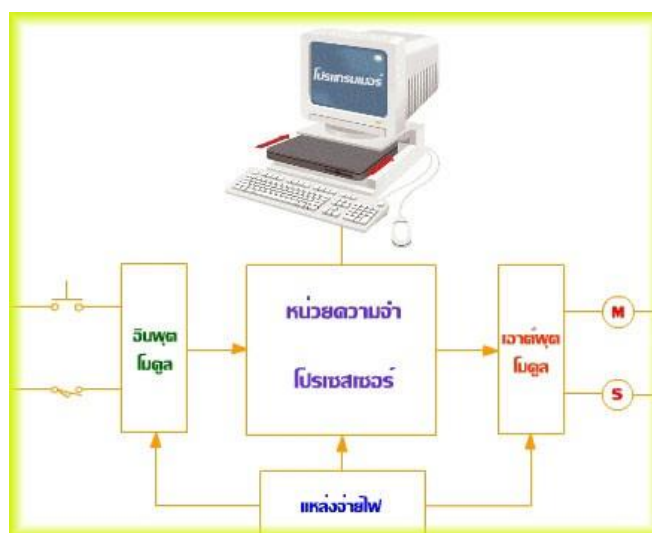 โปรแกรมเมอร์
หน่วยความจำ
โปรเซสเซอร์
อินพุต
โมดูล
เอาต์พุต
โมดูล
M
S
แหล่งจ่ายไฟ